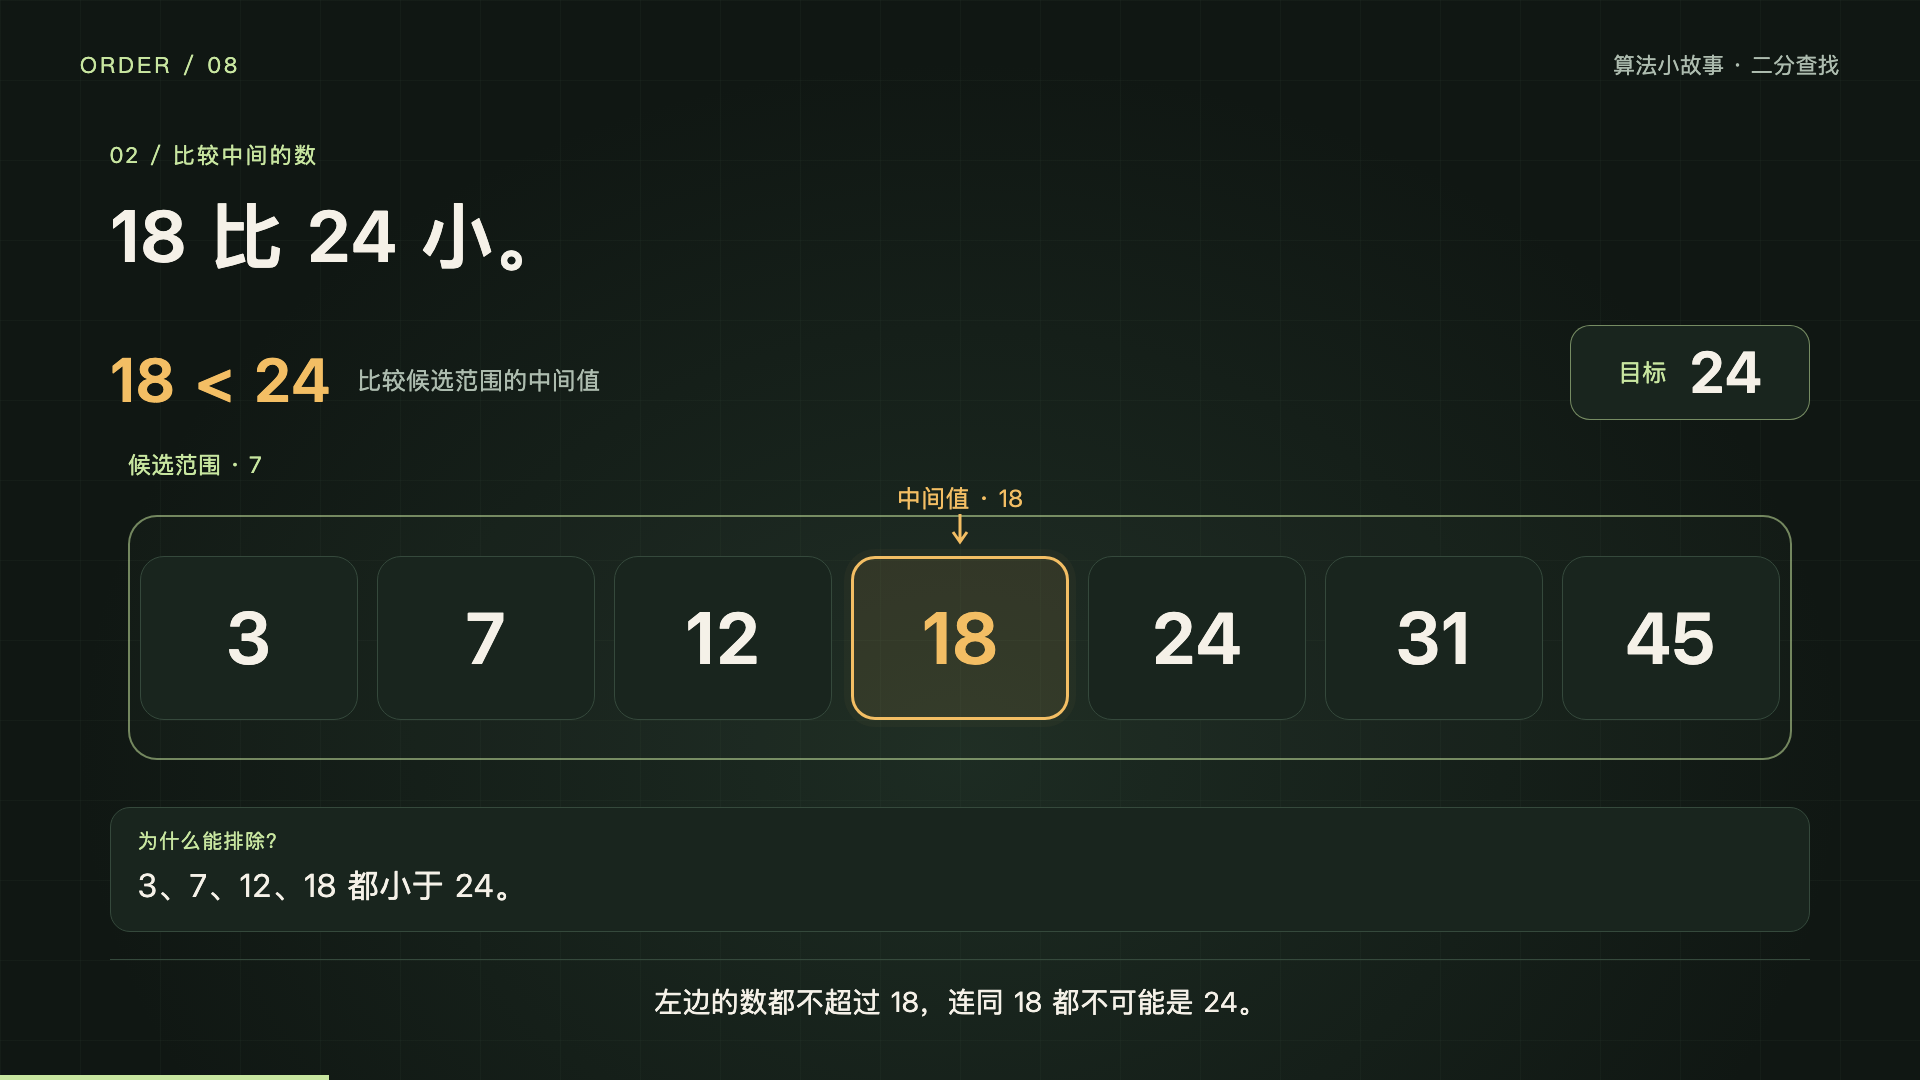 ORDER / 08
算法小故事 · 二分查找
02 / 比较中间的数
18 比 24 小。
18 < 24 比较候选范围的中间值
目标 24
候选范围 · 7
中间值 · 18
3 7 12 18 24 31 45
为什么能排除?
3、7、12、18 都小于 24。
左边的数都不超过 18，连同 18 都不可能是 24。